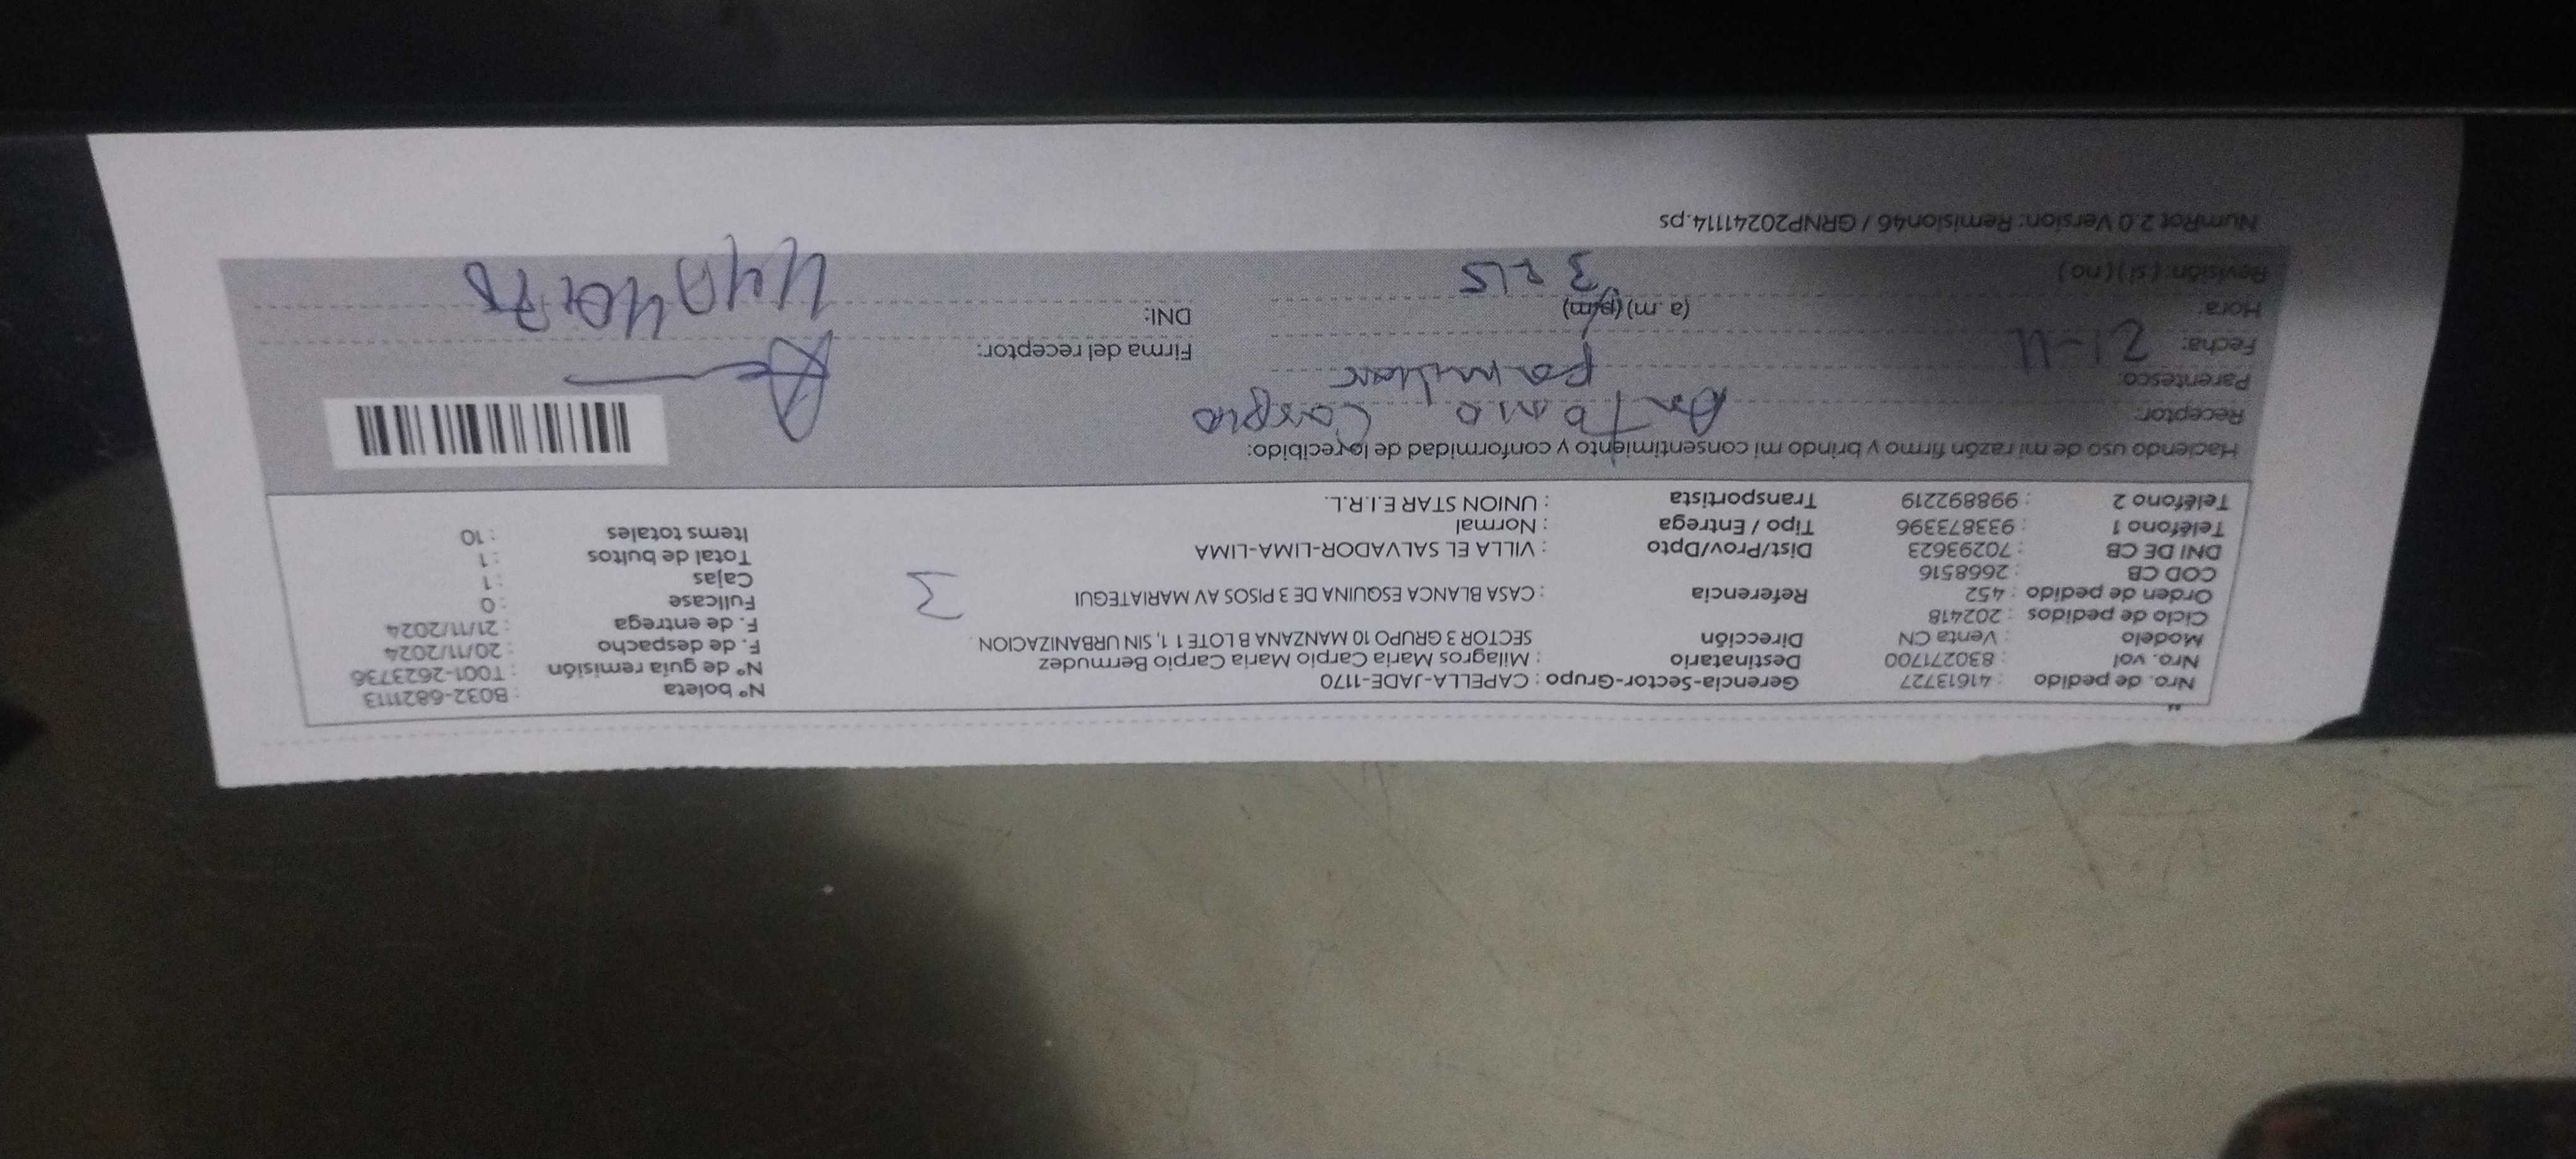 Nro. de pedido : 41613727 Gerencia-Sector-Grupo : CAPELLA-JADE-1170 N° boleta : B032-6821113
Nro. vol : 830271700 Destinatario : Milagros Maria Carpio Maria Carpio Bermudez N° de guía remisión : T001-2623736
Modelo : Venta CN Dirección SECTOR 3 GRUPO 10 MANZANA B LOTE 1 1, SIN URBANIZACION F. de despacho : 20/11/2024
Ciclo de pedidos : 202418 F. de entrega : 21/11/2024
Orden de pedido : 452 Referencia : CASA BLANCA ESQUINA DE 3 PISOS AV MARIATEGUI 3 Fullcase : 0
COD CB : 2668516 Cajas : 1
DNI DE CB : 70293623 Dist/Prov/Dpto : VILLA EL SALVADOR-LIMA-LIMA Total de bultos : 1
Teléfono 1 : 933873396 Tipo / Entrega : Normal Items totales : 10
Teléfono 2 : 998892219 Transportista : UNION STAR E.I.R.L.
Haciendo uso de mi razón firmo y brindo mi consentimiento y conformidad de lo recibido:
Receptor: Antonio Carpio
Parentesco: familiar
Fecha: 21-11 Firma del receptor:
Hora: (a .m) (p.m) DNI:
Revisión: ( si ) ( no ) 3 : 15
NumRot 2.0 Version: Remision46 / GRNP20241114.ps